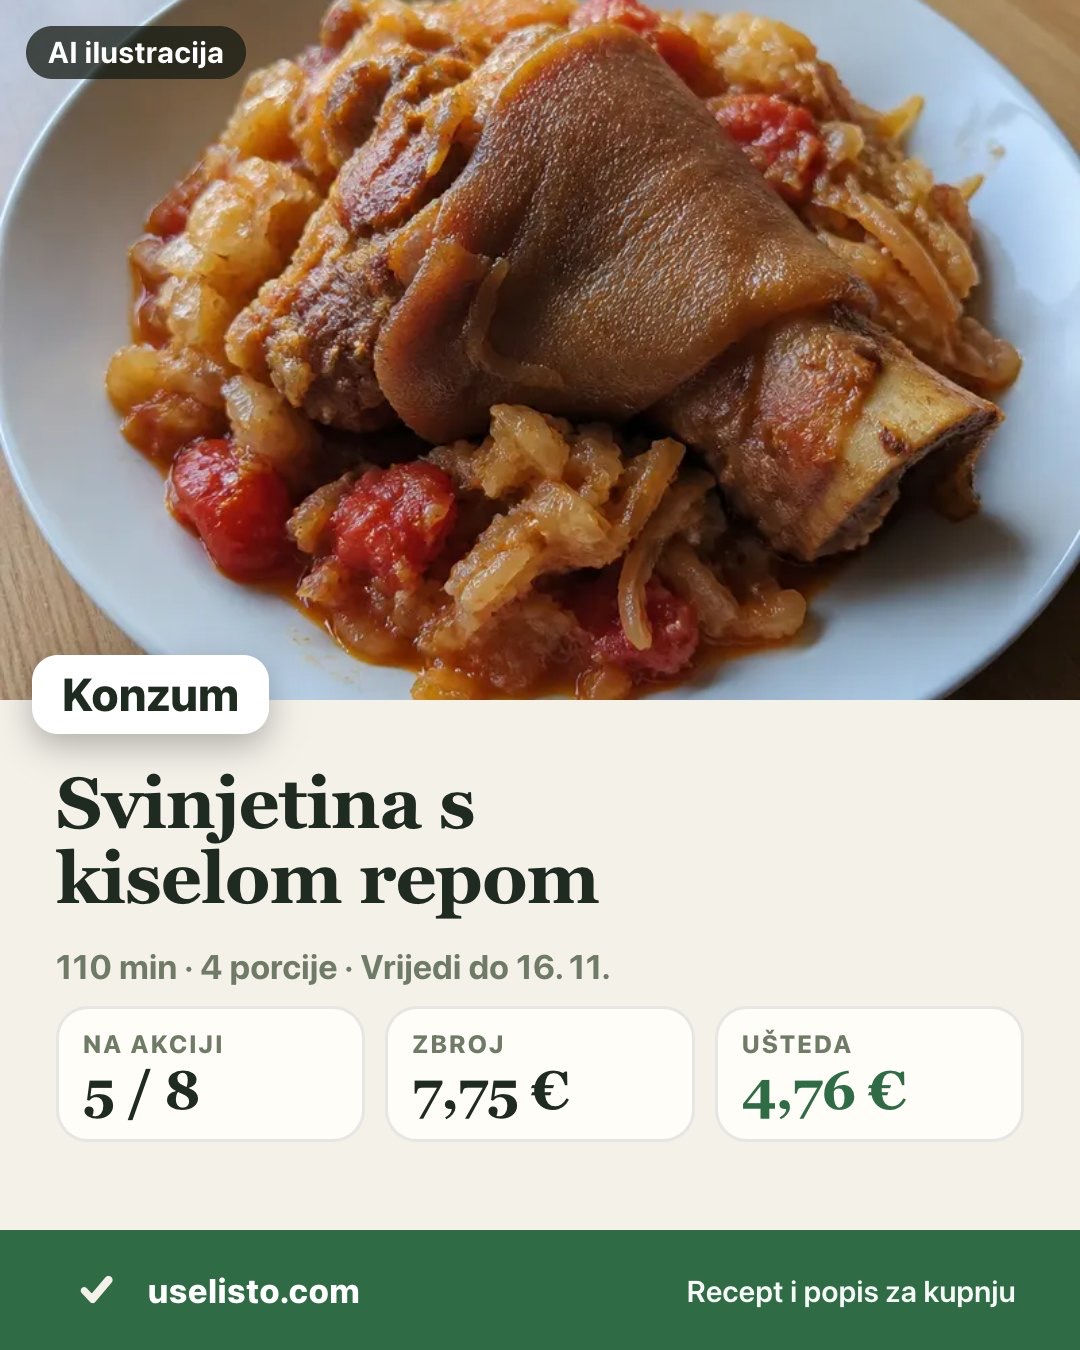 AI ilustracija
Konzum
Svinjetina s
kiselom repom
110 min · 4 porcije · Vrijedi do 16. 11.
NA AKCIJI
5 / 8
ZBROJ
7,75 €
UŠTEDA
4,76 €
uselisto.com
Recept i popis za kupnju